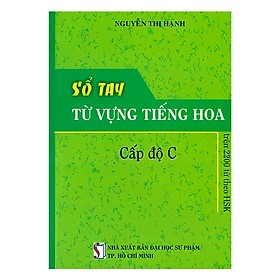 NGUYỄN THỊ HẠNH
SỔ TAY
TỪ VỰNG TIẾNG HOA
Cấp độ C
trên 2200 từ theo HSK
NHÀ XUẤT BẢN ĐẠI HỌC SƯ PHẠM
TP. HỒ CHÍ MINH